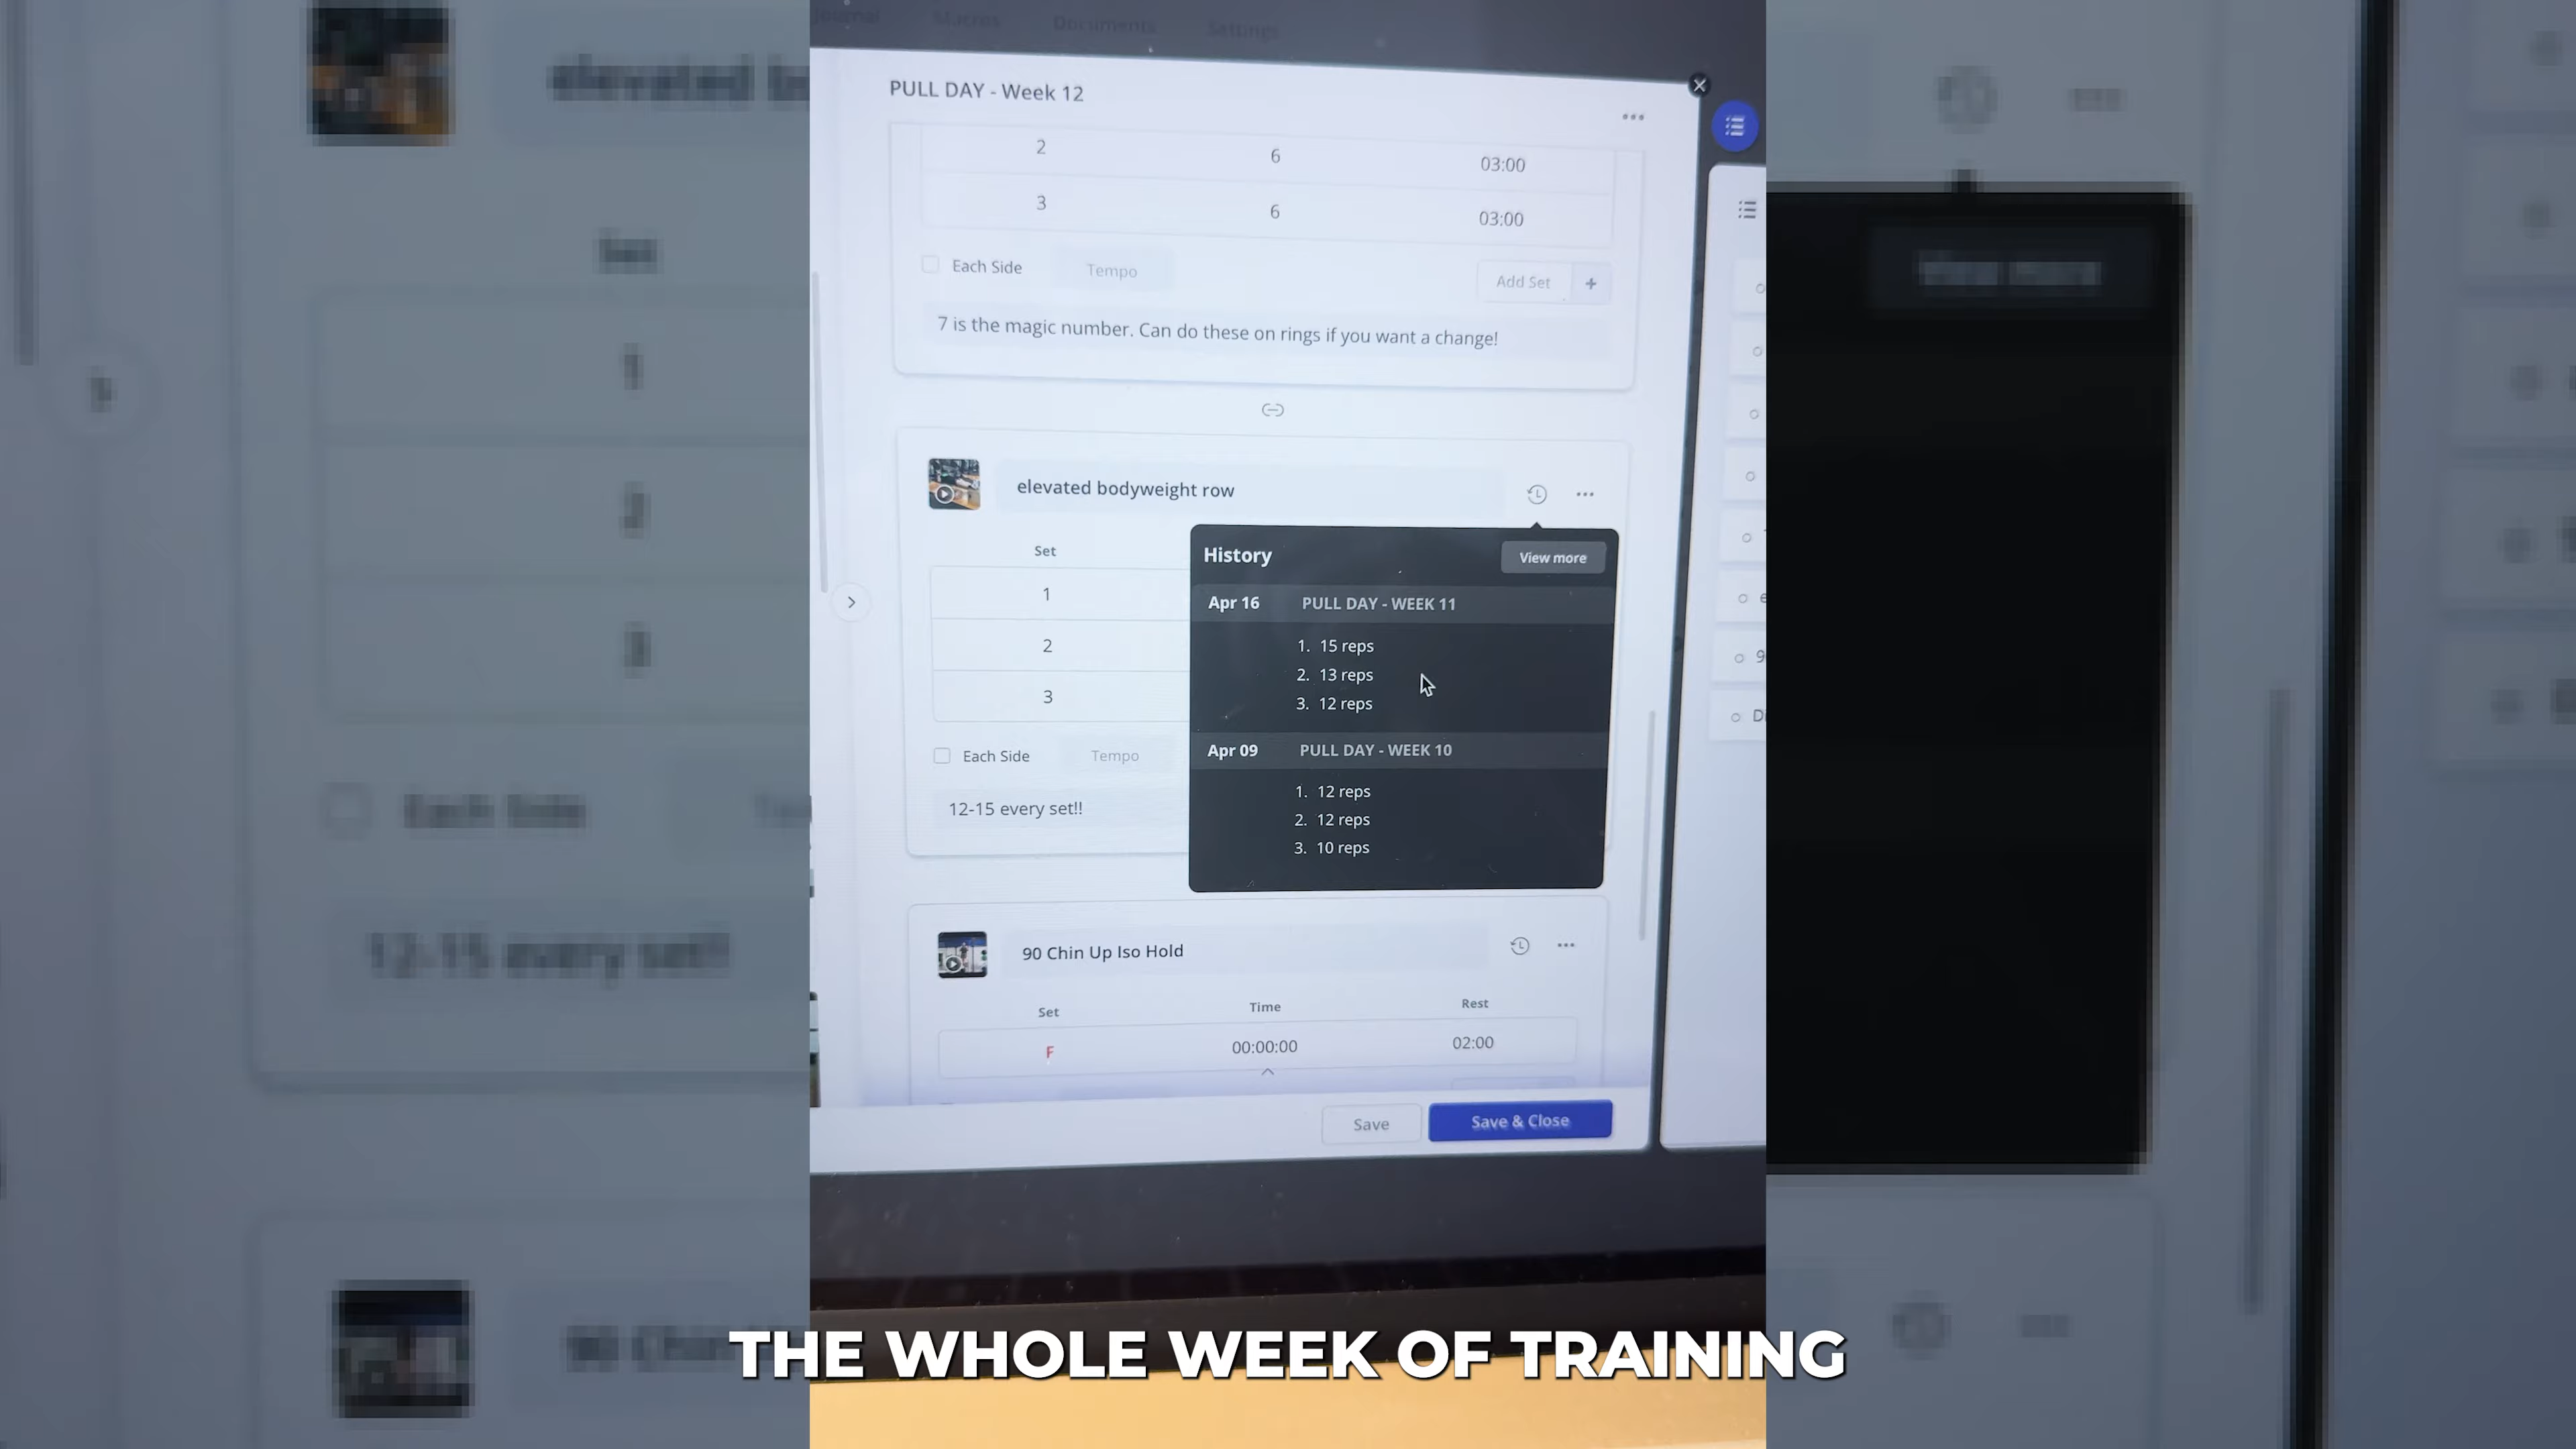 Journal Macros Documents Settings
PULL DAY - Week 12
2 6 03:00
3 6 03:00
Each Side Tempo Add Set +
7 is the magic number. Can do these on rings if you want a change!
elevated bodyweight row
Set
1
2
3
Each Side Tempo
12-15 every set!!
History View more
Apr 16 PULL DAY - WEEK 11
1. 15 reps
2. 13 reps
3. 12 reps
Apr 09 PULL DAY - WEEK 10
1. 12 reps
2. 12 reps
3. 10 reps
90 Chin Up Iso Hold
Set Time Rest
F 00:00:00 02:00
Save Save & Close
THE WHOLE WEEK OF TRAINING